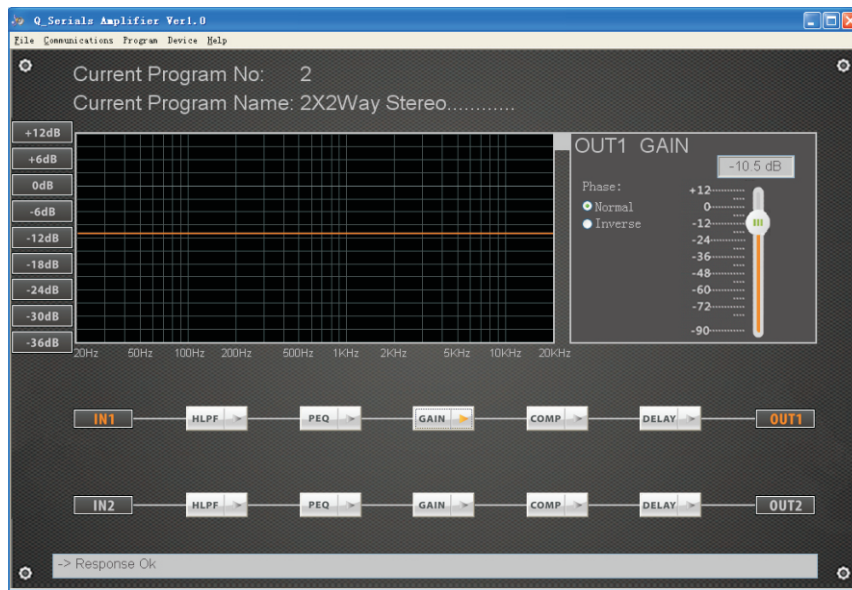 Q_Serials Amplifier Ver1.0
File Communications Program Device Help
Current Program No: 2
Current Program Name: 2X2Way Stereo............
+12dB
+6dB
0dB
-6dB
-12dB
-18dB
-24dB
-30dB
-36dB
20Hz 50Hz 100Hz 200Hz 500Hz 1KHz 2KHz 5KHz 10KHz 20KHz
OUT1 GAIN
-10.5 dB
Phase:
Normal
Inverse
+12
0
-12
-24
-36
-48
-60
-72
-90
IN1 HLPF PEQ GAIN COMP DELAY OUT1
IN2 HLPF PEQ GAIN COMP DELAY OUT2
-> Response Ok